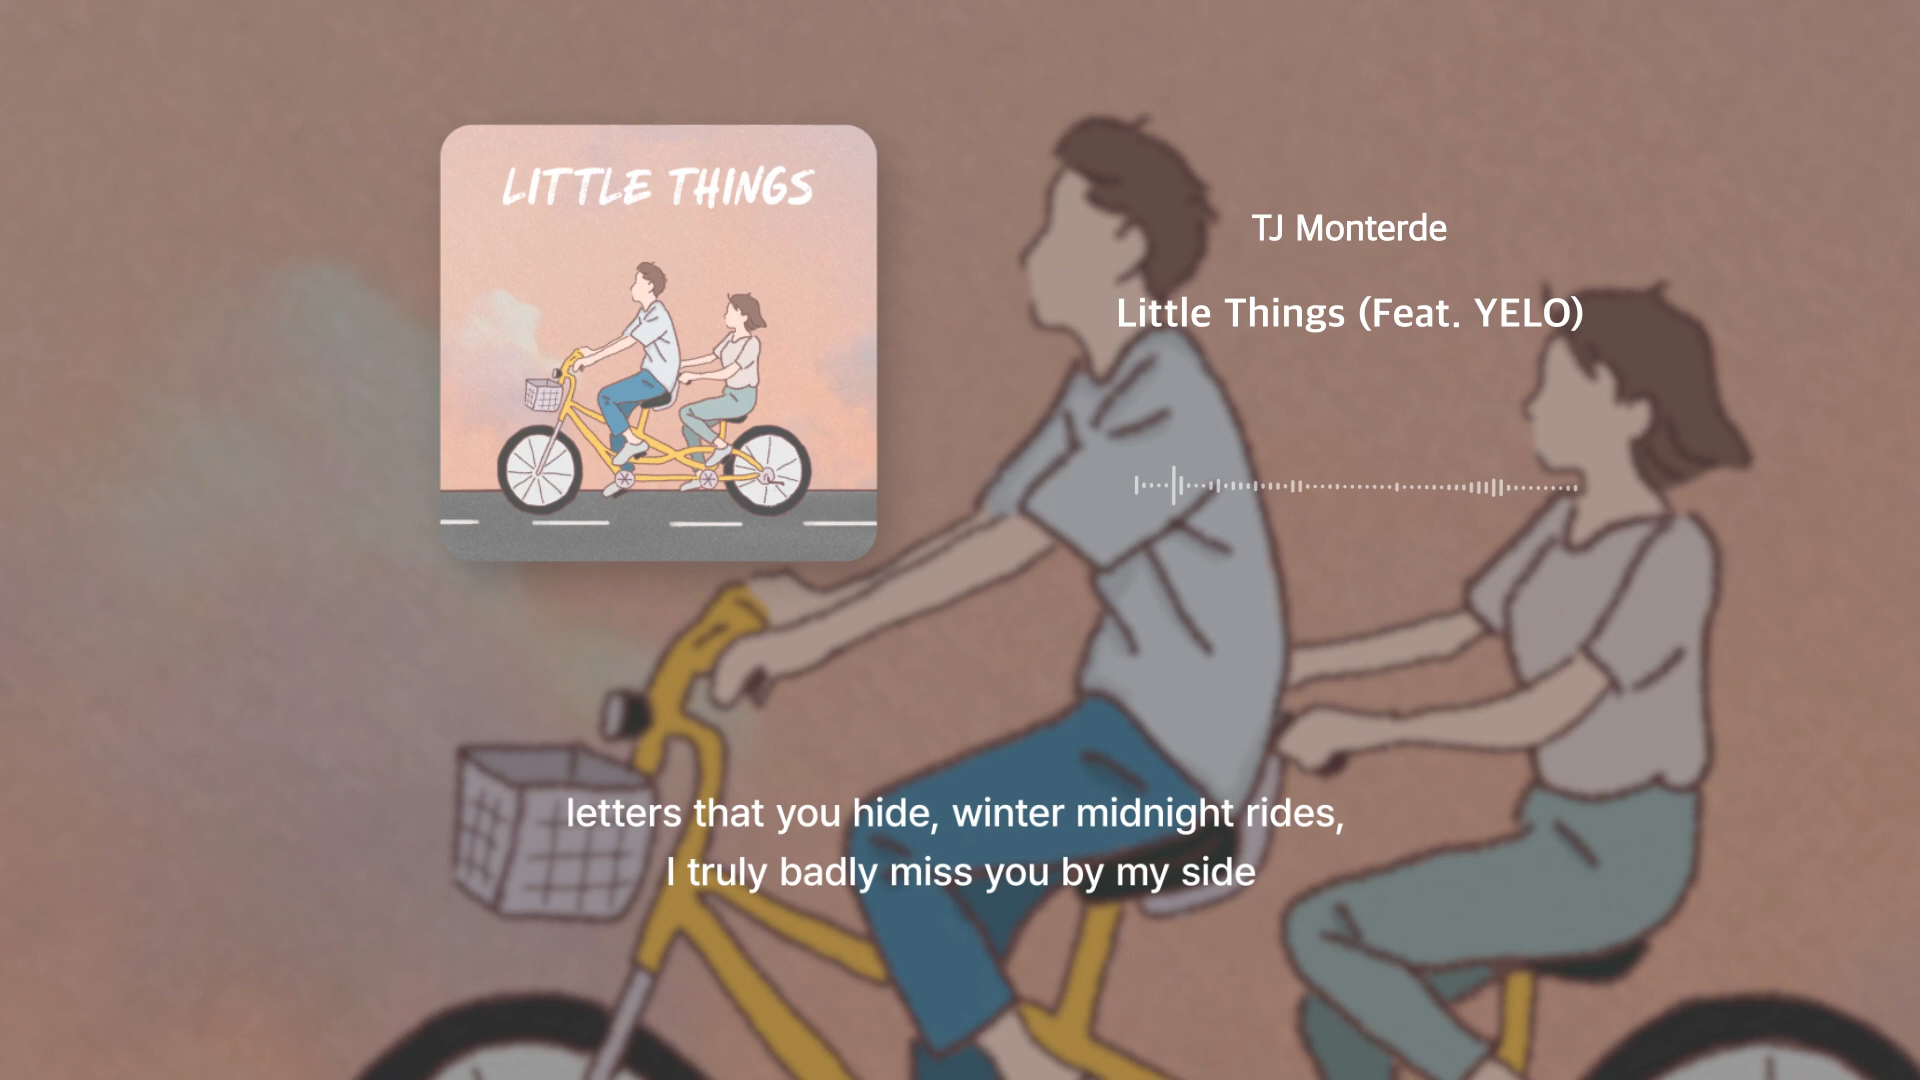 LITTLE THINGS
TJ Monterde
Little Things (Feat. YELO)
letters that you hide, winter midnight rides,
I truly badly miss you by my side